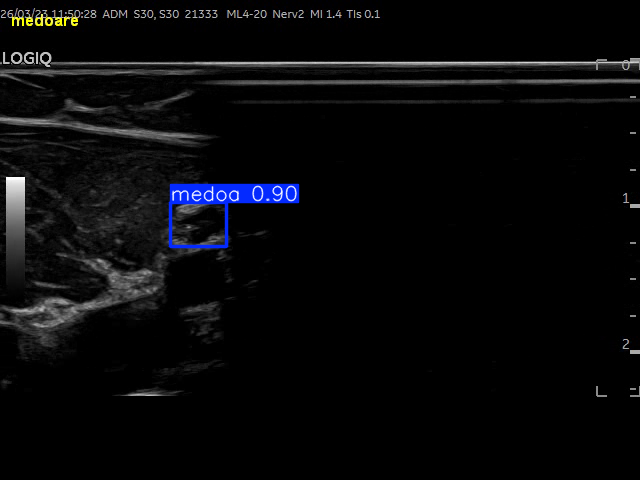 26/03/23 11:50:28 ADM S30, S30 21333 ML4-20 Nerv2 MI 1.4 TIs 0.1
medoare
LOGIQ
0
medoa 0.90
1
2